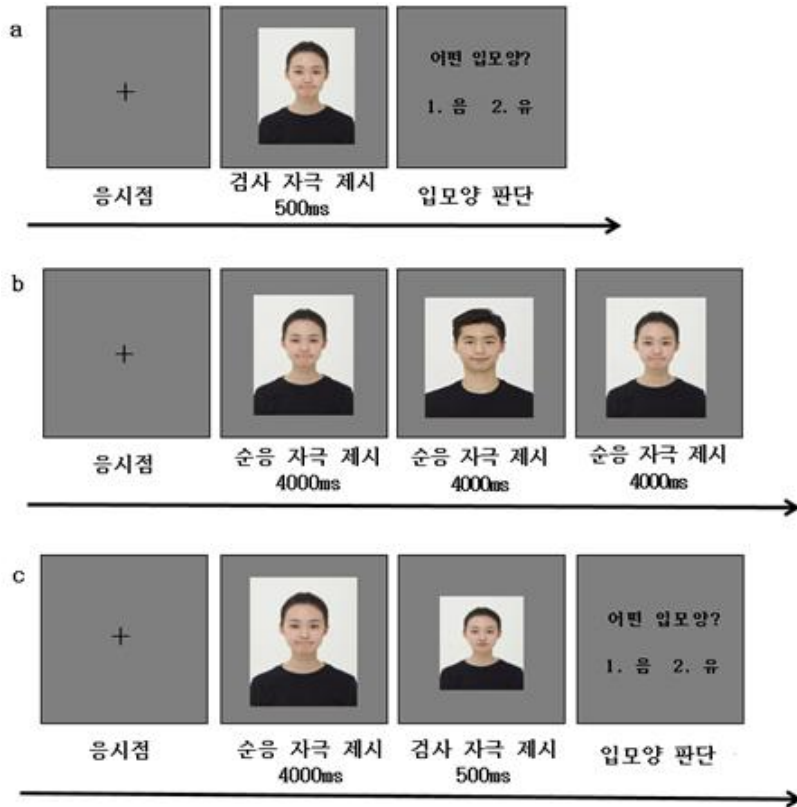 a
어떤 입모양?
1. 음 2. 유
응시점
검사 자극 제시
500ms
입모양 판단
b
응시점
순응 자극 제시
4000ms
순응 자극 제시
4000ms
순응 자극 제시
4000ms
c
어떤 입모양?
1. 음 2. 유
응시점
순응 자극 제시
4000ms
검사 자극 제시
500ms
입모양 판단